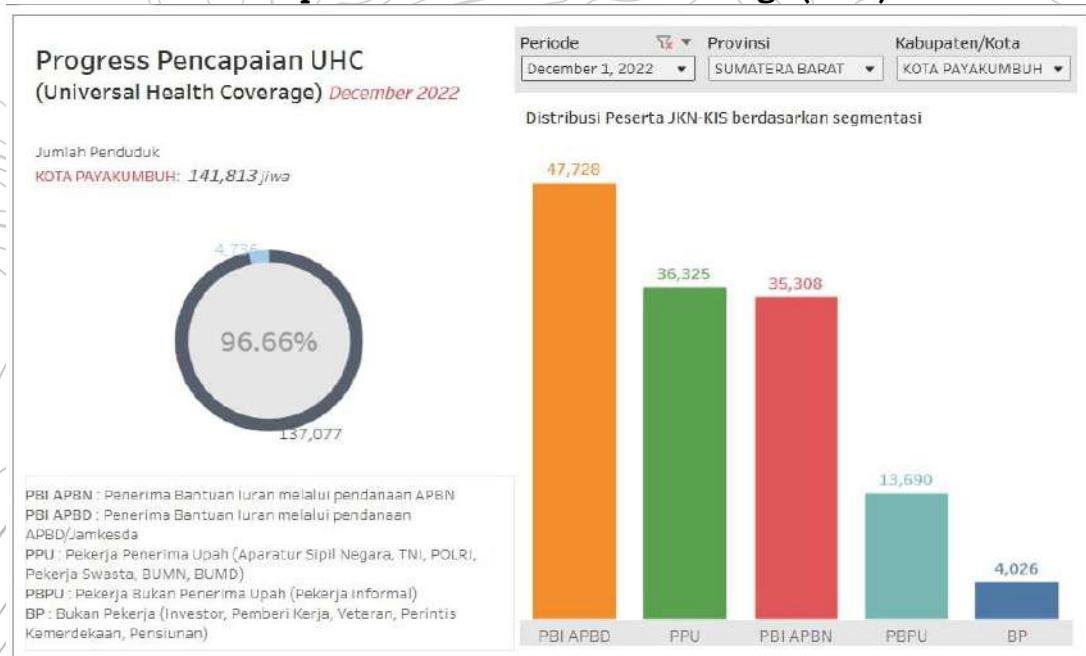 Progress Pencapaian UHC
(Universal Health Coverage) December 2022
Jumlah Penduduk
KOTA PAYAKUMBUH: 141,813 jiwa
4,736
96.66%
137,077
PBI APBN : Penerima Bantuan Iuran melalui pendanaan APBN
PBI APBD : Penerima Bantuan Iuran melalui pendanaan
APBD/Jamkesda
PPU : Pekerja Penerima Upah (Aparatur Sipil Negara, TNI, POLRI,
Pekerja Swasta, BUMN, BUMD)
PBPU : Pekerja Bukan Penerima Upah (Pekerja Informal)
BP : Bukan Pekerja (Investor, Pemberi Kerja, Veteran, Perintis
Kemerdekaan, Pensiunan)
Periode Provinsi Kabupaten/Kota
December 1, 2022 SUMATERA BARAT KOTA PAYAKUMBUH
Distribusi Peserta JKN-KIS berdasarkan segmentasi
47,728
36,325
35,308
13,690
4,026
PBI APBD PPU PBI APBN PBPU BP